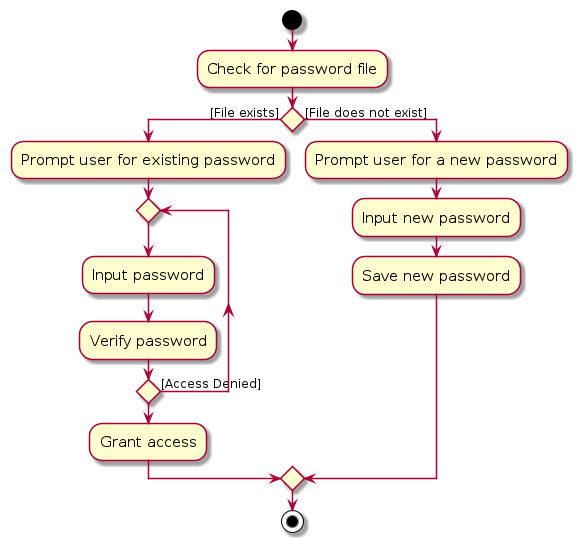 Check for password file
[File exists]
[File does not exist]
Prompt user for existing password
Prompt user for a new password
Input new password
Input password
Save new password
Verify password
[Access Denied]
Grant access